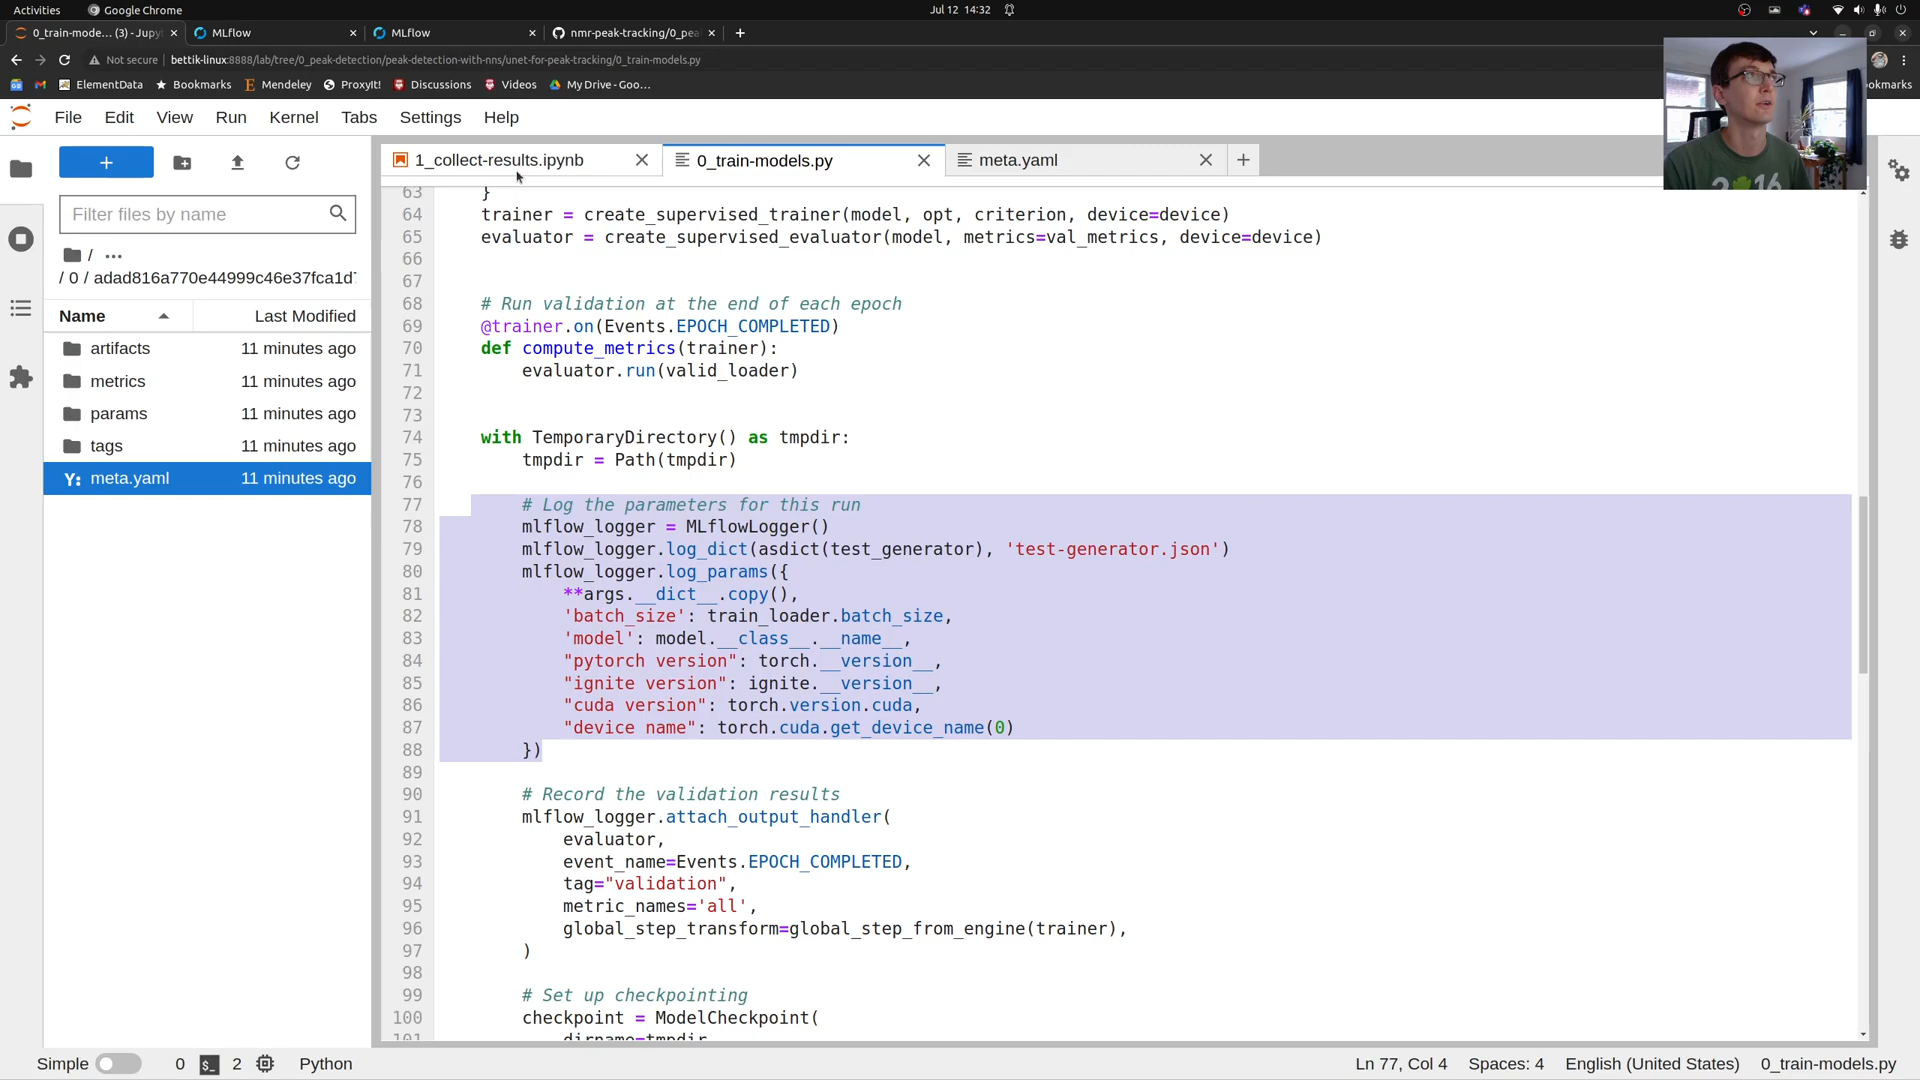 Activities
Google Chrome
Jul 12 14:32
0_train-mode... (3) - Jupyt
MLflow
MLflow
nmr-peak-tracking/0_pea
Not secure
bettik-linux:8888/lab/tree/0_peak-detection/peak-detection-with-nns/unet-for-peak-tracking/0_train-models.py
ElementData
Bookmarks
Mendeley
ProxyIt!
Discussions
Videos
My Drive - Goo...
okmarks
File
Edit
View
Run
Kernel
Tabs
Settings
Help
1_collect-results.ipynb
0_train-models.py
meta.yaml
Filter files by name
/ ...
/ 0 / adad816a770e44999c46e37fca1d7
Name
Last Modified
artifacts 11 minutes ago
metrics 11 minutes ago
params 11 minutes ago
tags 11 minutes ago
Y: meta.yaml 11 minutes ago
63 }
64 trainer = create_supervised_trainer(model, opt, criterion, device=device)
65 evaluator = create_supervised_evaluator(model, metrics=val_metrics, device=device)
66
67
68 # Run validation at the end of each epoch
69 @trainer.on(Events.EPOCH_COMPLETED)
70 def compute_metrics(trainer):
71 evaluator.run(valid_loader)
72
73
74 with TemporaryDirectory() as tmpdir:
75 tmpdir = Path(tmpdir)
76
77 # Log the parameters for this run
78 mlflow_logger = MLflowLogger()
79 mlflow_logger.log_dict(asdict(test_generator), 'test-generator.json')
80 mlflow_logger.log_params({
81 **args.__dict__.copy(),
82 'batch_size': train_loader.batch_size,
83 'model': model.__class__.__name__,
84 "pytorch version": torch.__version__,
85 "ignite version": ignite.__version__,
86 "cuda version": torch.version.cuda,
87 "device name": torch.cuda.get_device_name(0)
88 })
89
90 # Record the validation results
91 mlflow_logger.attach_output_handler(
92 evaluator,
93 event_name=Events.EPOCH_COMPLETED,
94 tag="validation",
95 metric_names='all',
96 global_step_transform=global_step_from_engine(trainer),
97 )
98
99 # Set up checkpointing
100 checkpoint = ModelCheckpoint(
101 dirname=tmpdir
2 16
Simple
0
$_
2
Python
Ln 77, Col 4
Spaces: 4
English (United States)
0_train-models.py